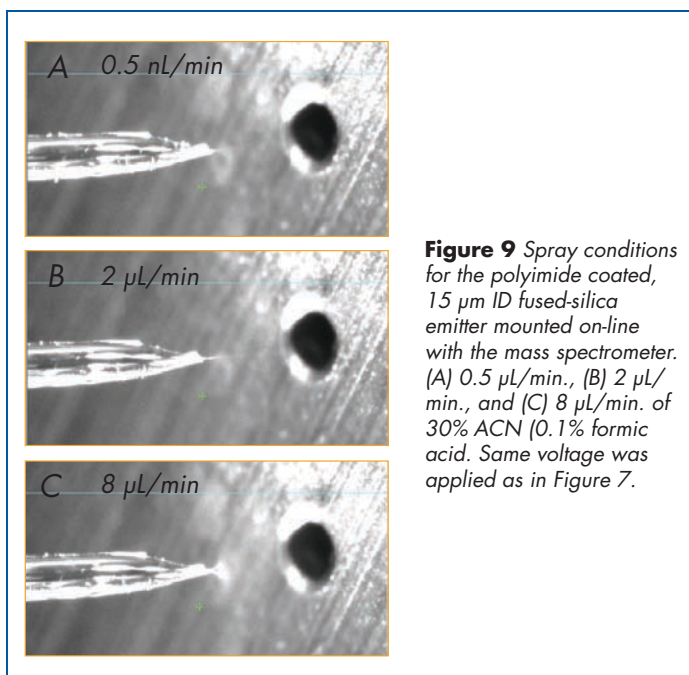 A 0.5 nL/min
B 2 µL/min
C 8 µL/min
Figure 9 Spray conditions
for the polyimide coated,
15 µm ID fused-silica
emitter mounted on-line
with the mass spectrometer.
(A) 0.5 µL/min., (B) 2 µL/
min., and (C) 8 µL/min. of
30% ACN (0.1% formic
acid. Same voltage was
applied as in Figure 7.